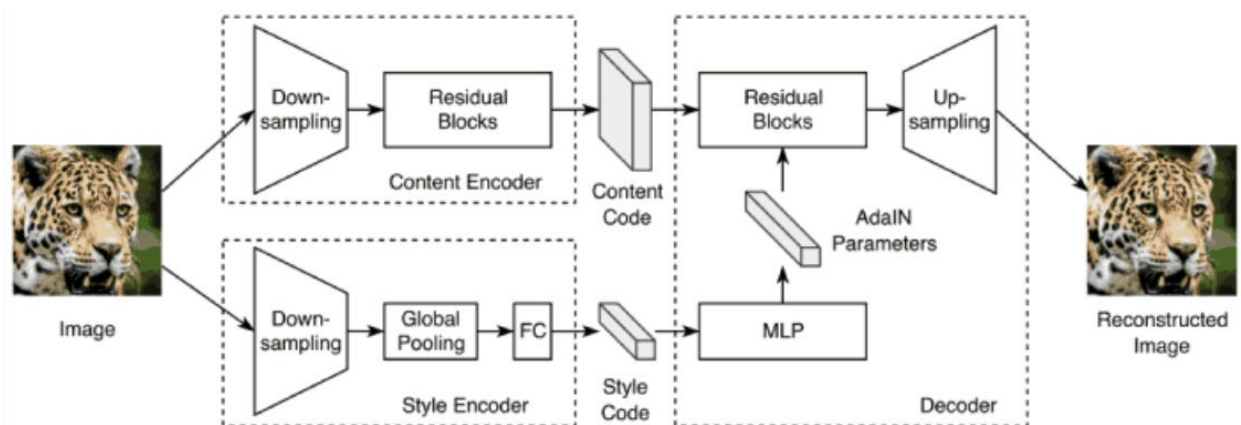 Down-
sampling
Residual
Blocks
Content Encoder
Content
Code
Residual
Blocks
Up-
sampling
AdaIN
Parameters
Image
Down-
sampling
Global
Pooling
FC
Style Encoder
Style
Code
MLP
Decoder
Reconstructed
Image